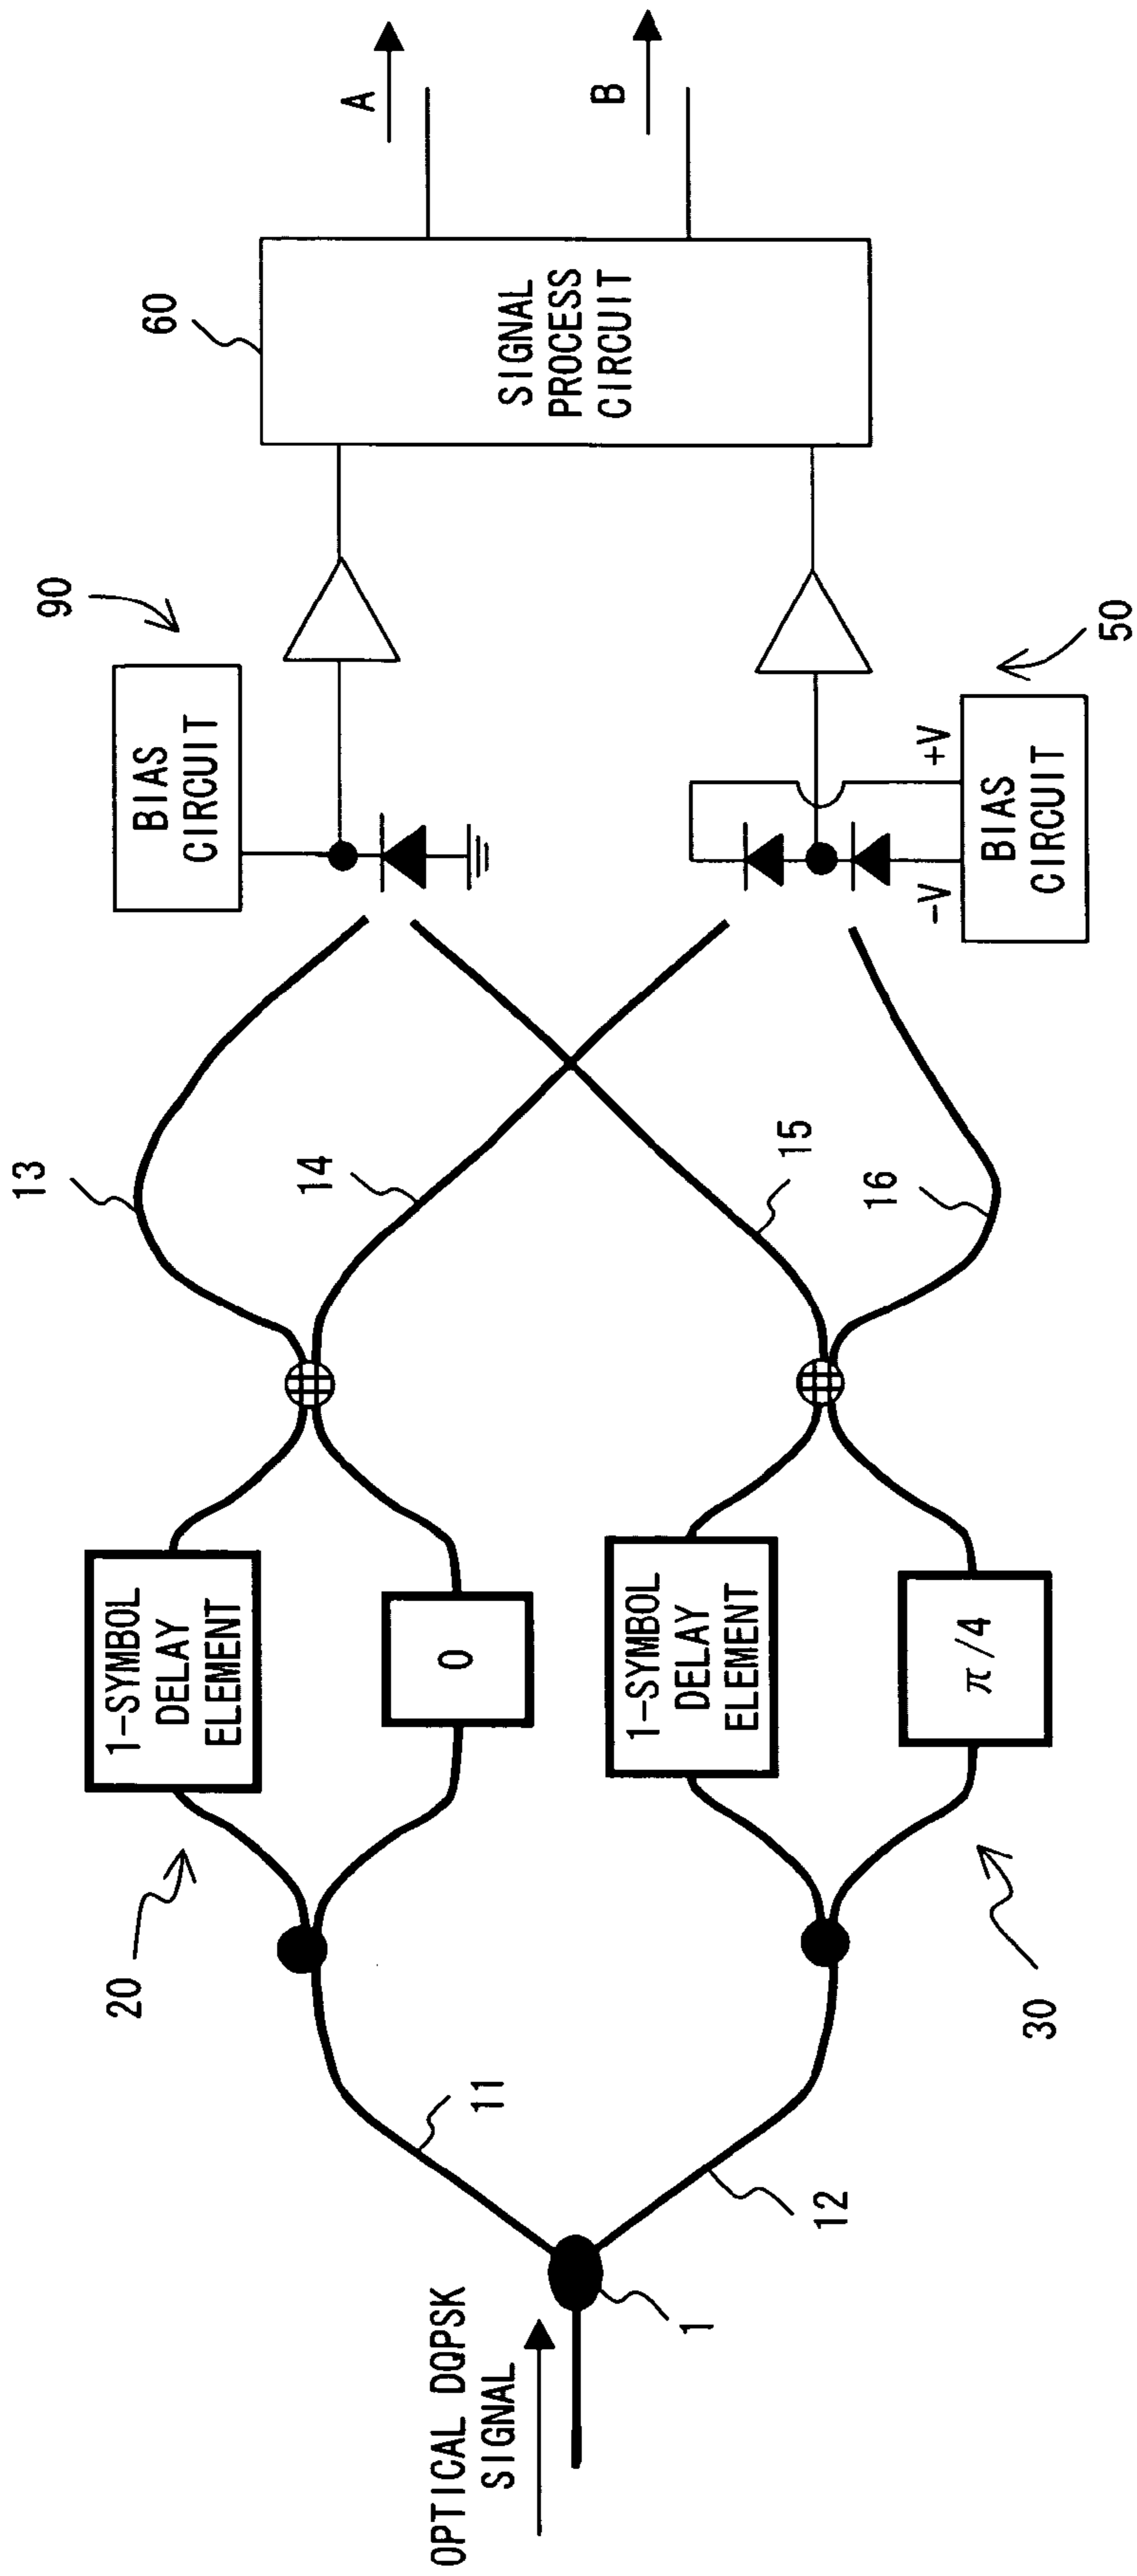 OPTICAL DQPSK
SIGNAL
1
11
12
20
1-SYMBOL
DELAY
ELEMENT
0
30
1-SYMBOL
DELAY
ELEMENT
π/4
13
14
15
16
90
BIAS
CIRCUIT
50
-V
+V
BIAS
CIRCUIT
60
SIGNAL
PROCESS
CIRCUIT
A
B